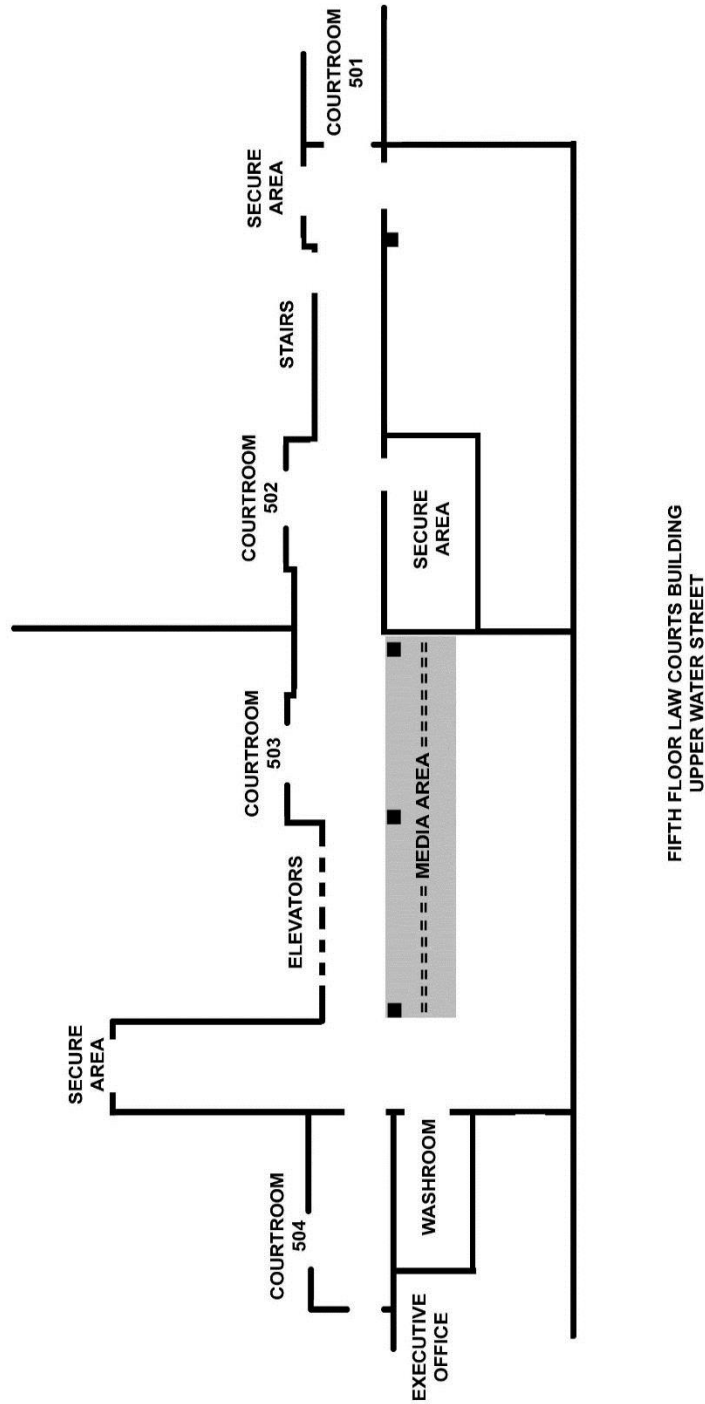 SECURE
AREA
COURTROOM
504
ELEVATORS
COURTROOM
503
COURTROOM
502
STAIRS
SECURE
AREA
COURTROOM
501
EXECUTIVE
OFFICE
WASHROOM
MEDIA AREA
SECURE
AREA
FIFTH FLOOR LAW COURTS BUILDING
UPPER WATER STREET